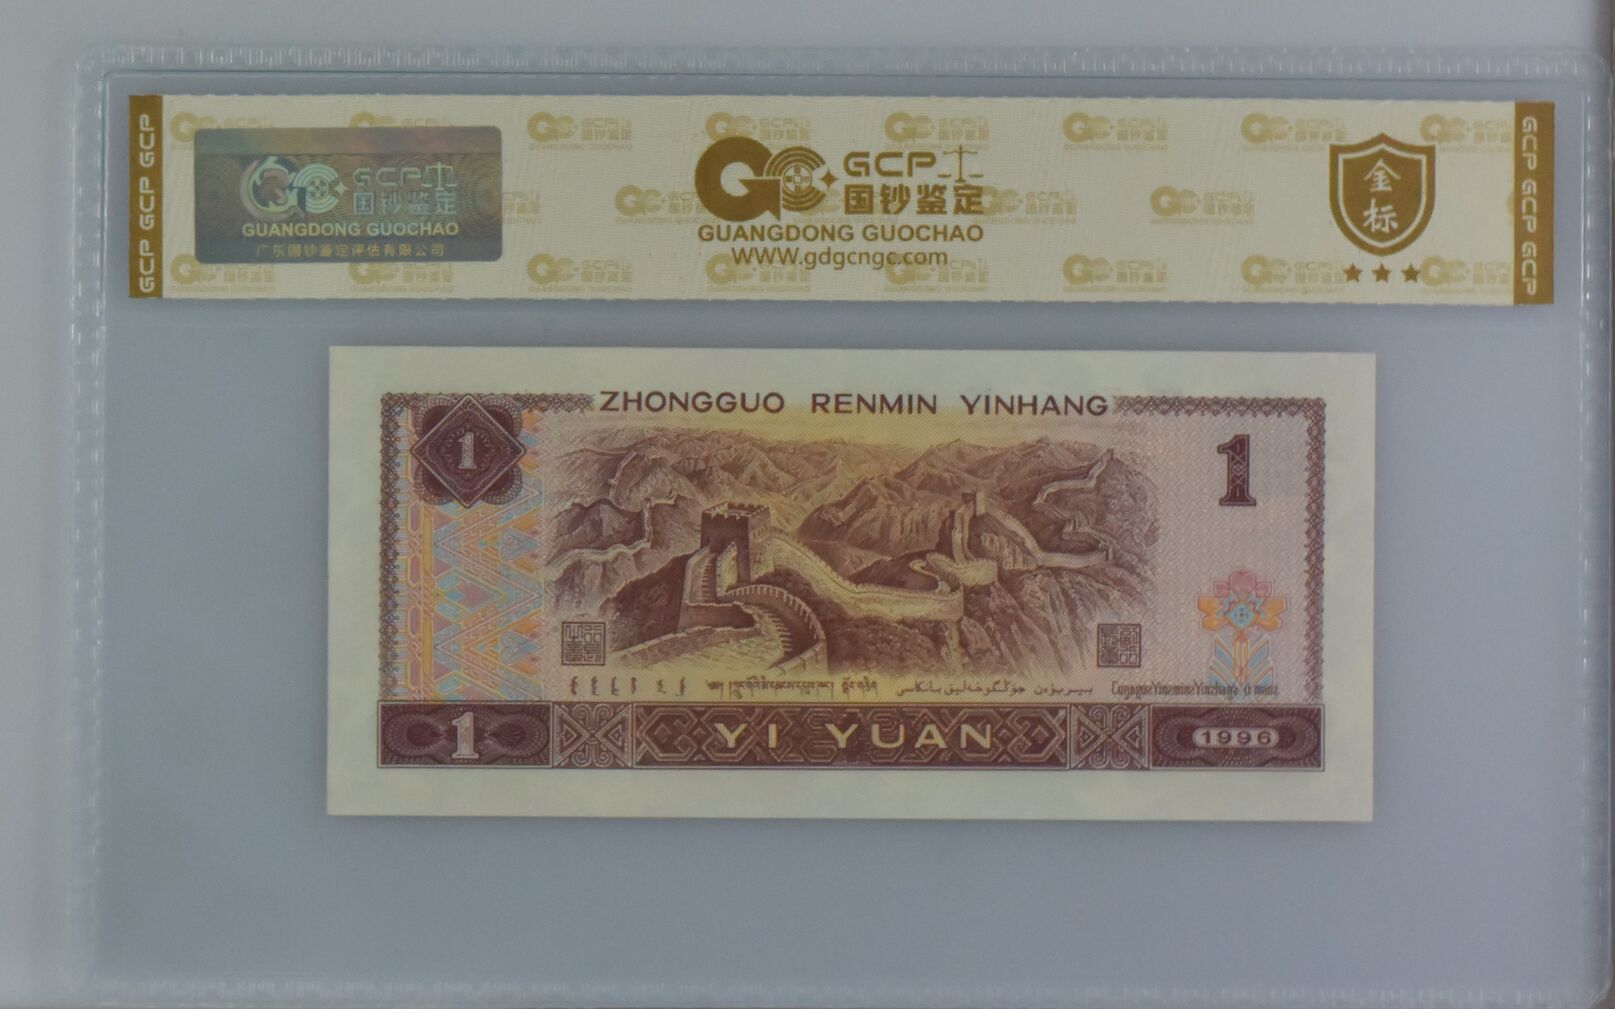 GCP GCP
GCP
国钞鉴定
GUANGDONG GUOCHAO
广东国钞鉴定评估有限公司
GCP
国钞鉴定
GUANGDONG GUOCHAO
WWW.gdgcngc.com
金
标
GCP GCP GCP
ZHONGGUO RENMIN YINHANG
1
1
1
YI YUAN
1996